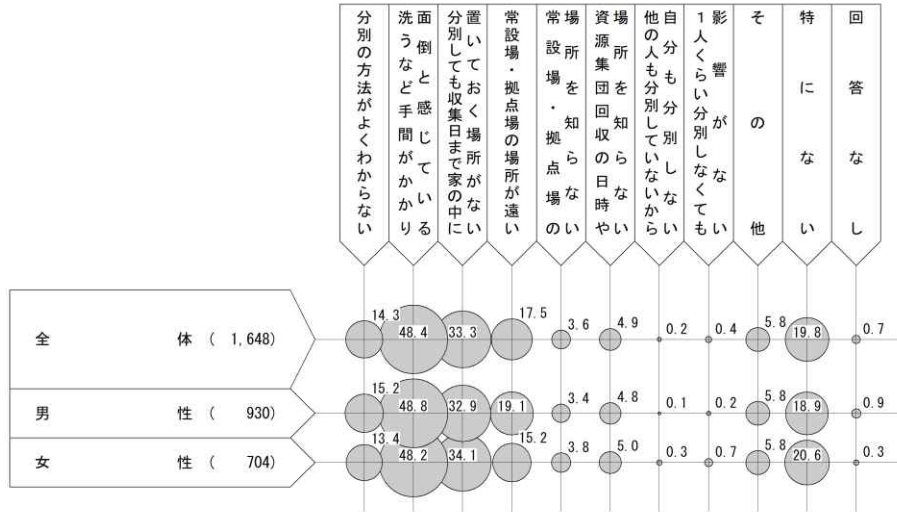 分別の方法がよくわからない
洗うなど手間がかかり
面倒と感じている
分別しても収集日まで家の中に
置いておく場所がない
常設場・拠点場の場所が遠い
常設場・拠点場の
場所を知らない
資源集団回収の日時や
場所を知らない
他の人も分別していないから
自分も分別しない
1人くらい分別しなくても
影響がない
その他
特にない
回答なし
全体 ( 1,648)
14.3 48.4 33.3 17.5 3.6 4.9 0.2 0.4 5.8 19.8 0.7
男性 ( 930)
15.2 48.8 32.9 19.1 3.4 4.8 0.1 0.2 5.8 18.9 0.9
女性 ( 704)
13.4 48.2 34.1 15.2 3.8 5.0 0.3 0.7 5.8 20.6 0.3